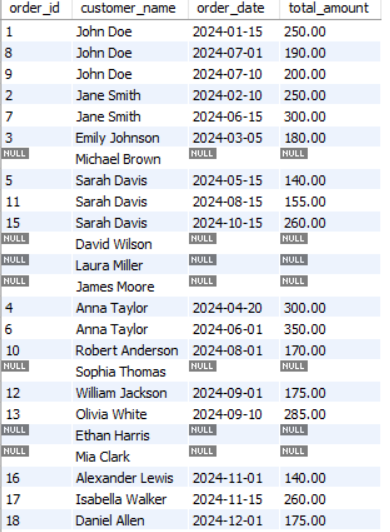 order_id customer_name order_date total_amount
1 John Doe 2024-01-15 250.00
8 John Doe 2024-07-01 190.00
9 John Doe 2024-07-10 200.00
2 Jane Smith 2024-02-10 250.00
7 Jane Smith 2024-06-15 300.00
3 Emily Johnson 2024-03-05 180.00
NULL Michael Brown NULL NULL
5 Sarah Davis 2024-05-15 140.00
11 Sarah Davis 2024-08-15 155.00
15 Sarah Davis 2024-10-15 260.00
NULL David Wilson NULL NULL
NULL Laura Miller NULL NULL
NULL James Moore NULL NULL
4 Anna Taylor 2024-04-20 300.00
6 Anna Taylor 2024-06-01 350.00
10 Robert Anderson 2024-08-01 170.00
NULL Sophia Thomas NULL NULL
12 William Jackson 2024-09-01 175.00
13 Olivia White 2024-09-10 285.00
NULL Ethan Harris NULL NULL
NULL Mia Clark NULL NULL
16 Alexander Lewis 2024-11-01 140.00
17 Isabella Walker 2024-11-15 260.00
18 Daniel Allen 2024-12-01 175.00